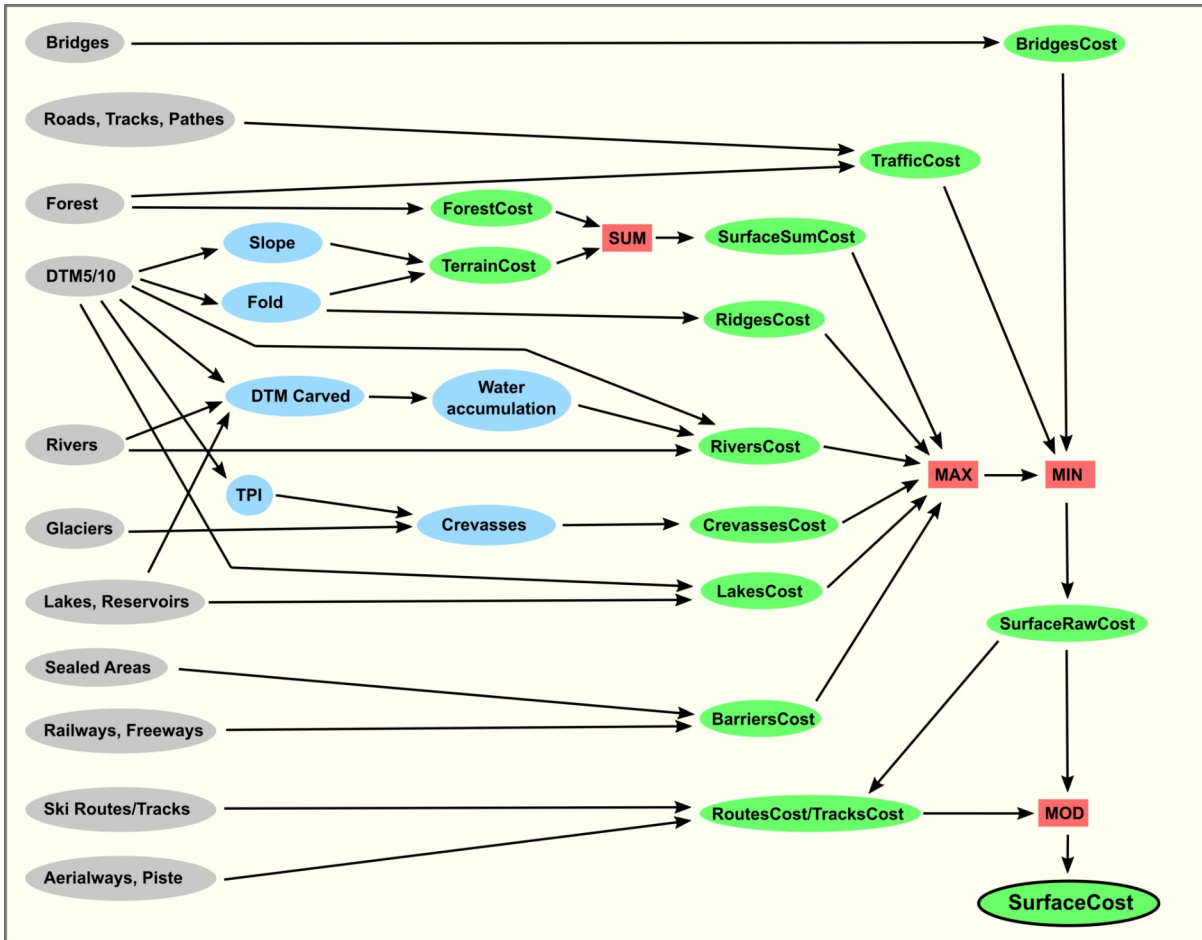 Bridges
BridgesCost
Roads, Tracks, Pathes
TrafficCost
Forest
ForestCost
SUM
SurfaceSumCost
Slope
DTM5/10
TerrainCost
Fold
RidgesCost
DTM Carved
Water
accumulation
Rivers
RiversCost
MAX
MIN
TPI
Glaciers
Crevasses
CrevassesCost
Lakes, Reservoirs
LakesCost
SurfaceRawCost
Sealed Areas
Railways, Freeways
BarriersCost
Ski Routes/Tracks
RoutesCost/TracksCost
MOD
Aerialways, Piste
SurfaceCost